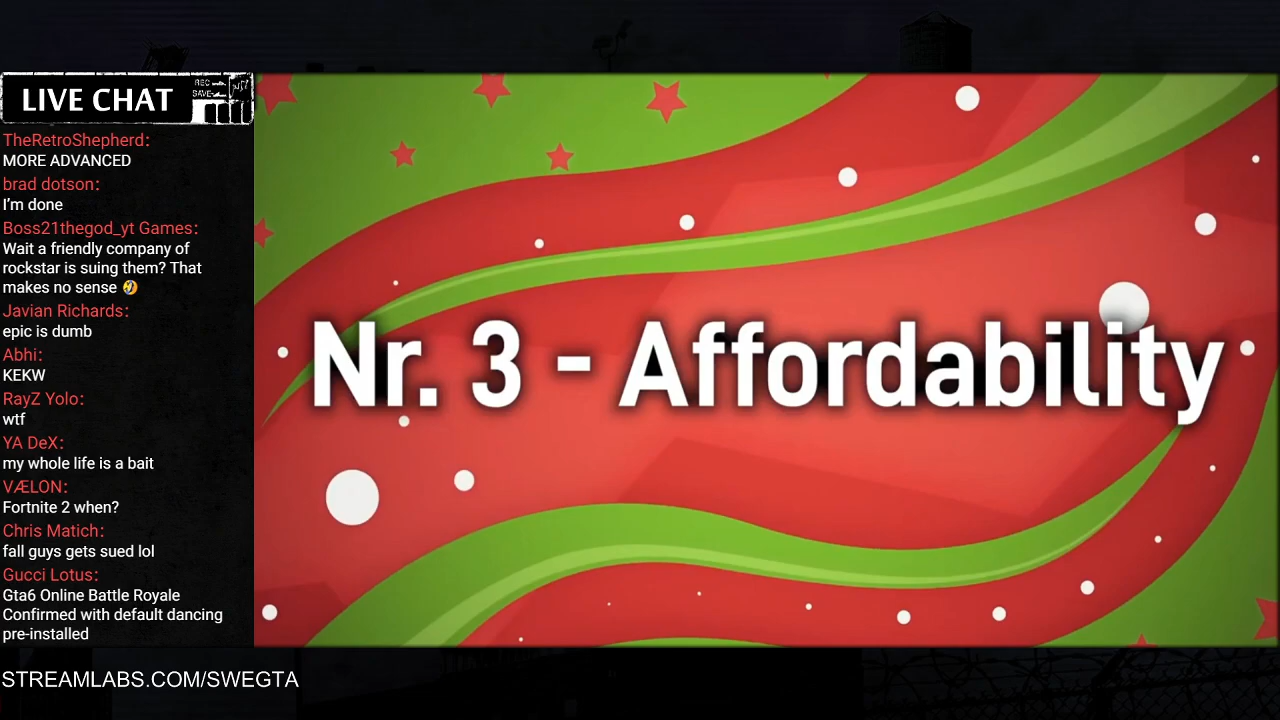 REC
SAVE
LIVE CHAT
TheRetroShepherd:
MORE ADVANCED
brad dotson:
I'm done
Boss21thegod_yt Games:
Wait a friendly company of
rockstar is suing them? That
makes no sense 🤣
Javian Richards:
epic is dumb
Abhi:
KEKW
RayZ Yolo:
wtf
YA DeX:
my whole life is a bait
VÆLON:
Fortnite 2 when?
Chris Matich:
fall guys gets sued lol
Gucci Lotus:
Gta6 Online Battle Royale
Confirmed with default dancing
pre-installed
Nr. 3 - Affordability
STREAMLABS.COM/SWEGTA